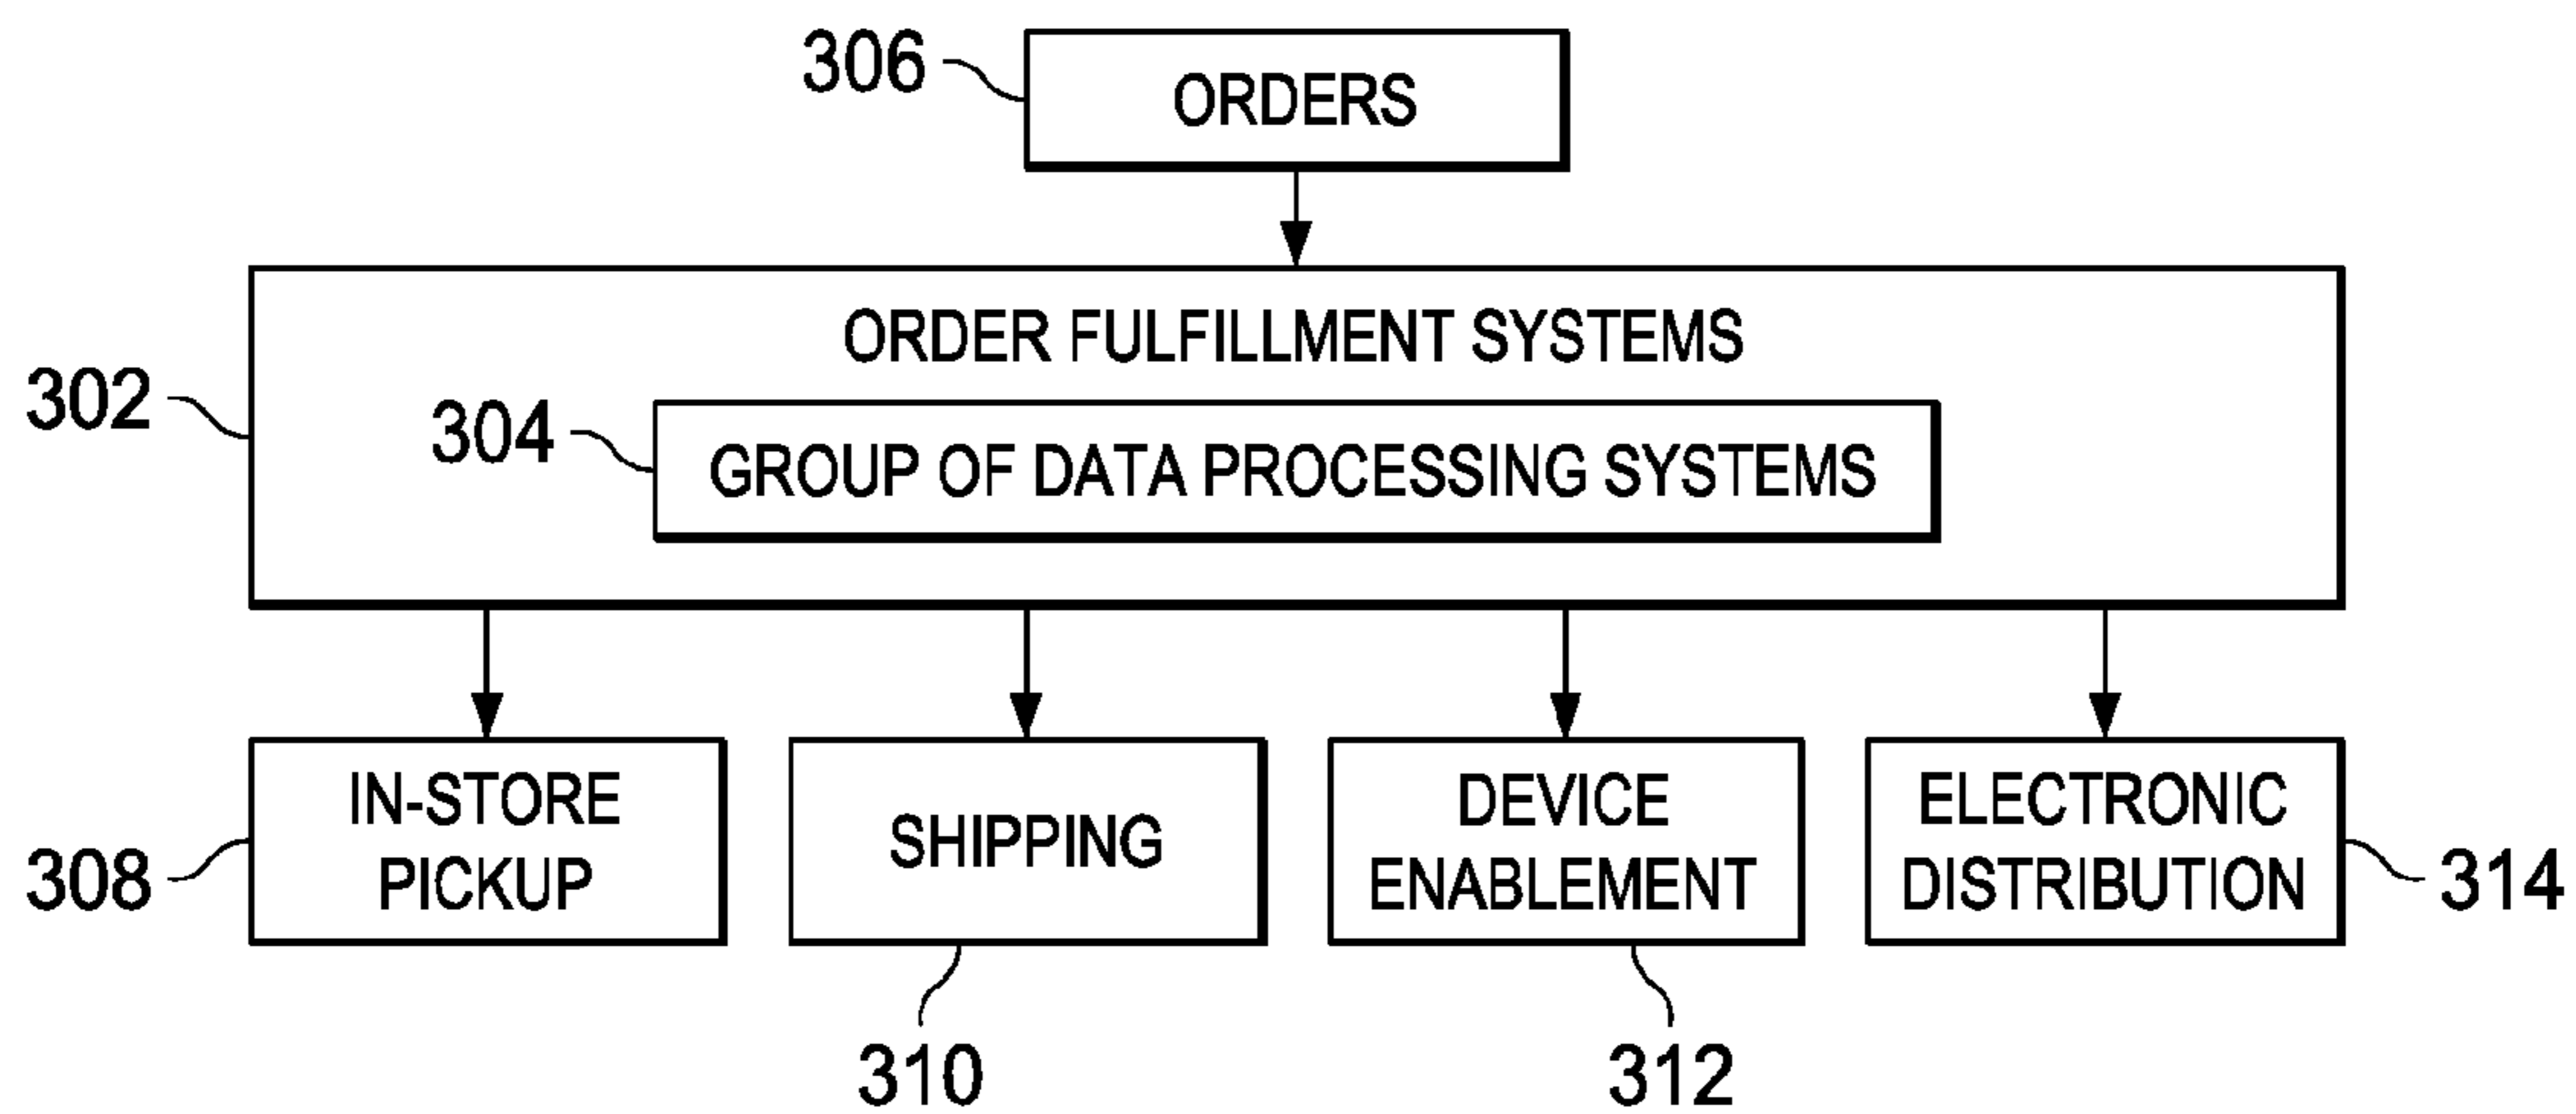 306
ORDERS
ORDER FULFILLMENT SYSTEMS
302
304
GROUP OF DATA PROCESSING SYSTEMS
IN-STORE
PICKUP
308
SHIPPING
310
DEVICE
ENABLEMENT
312
ELECTRONIC
DISTRIBUTION
314